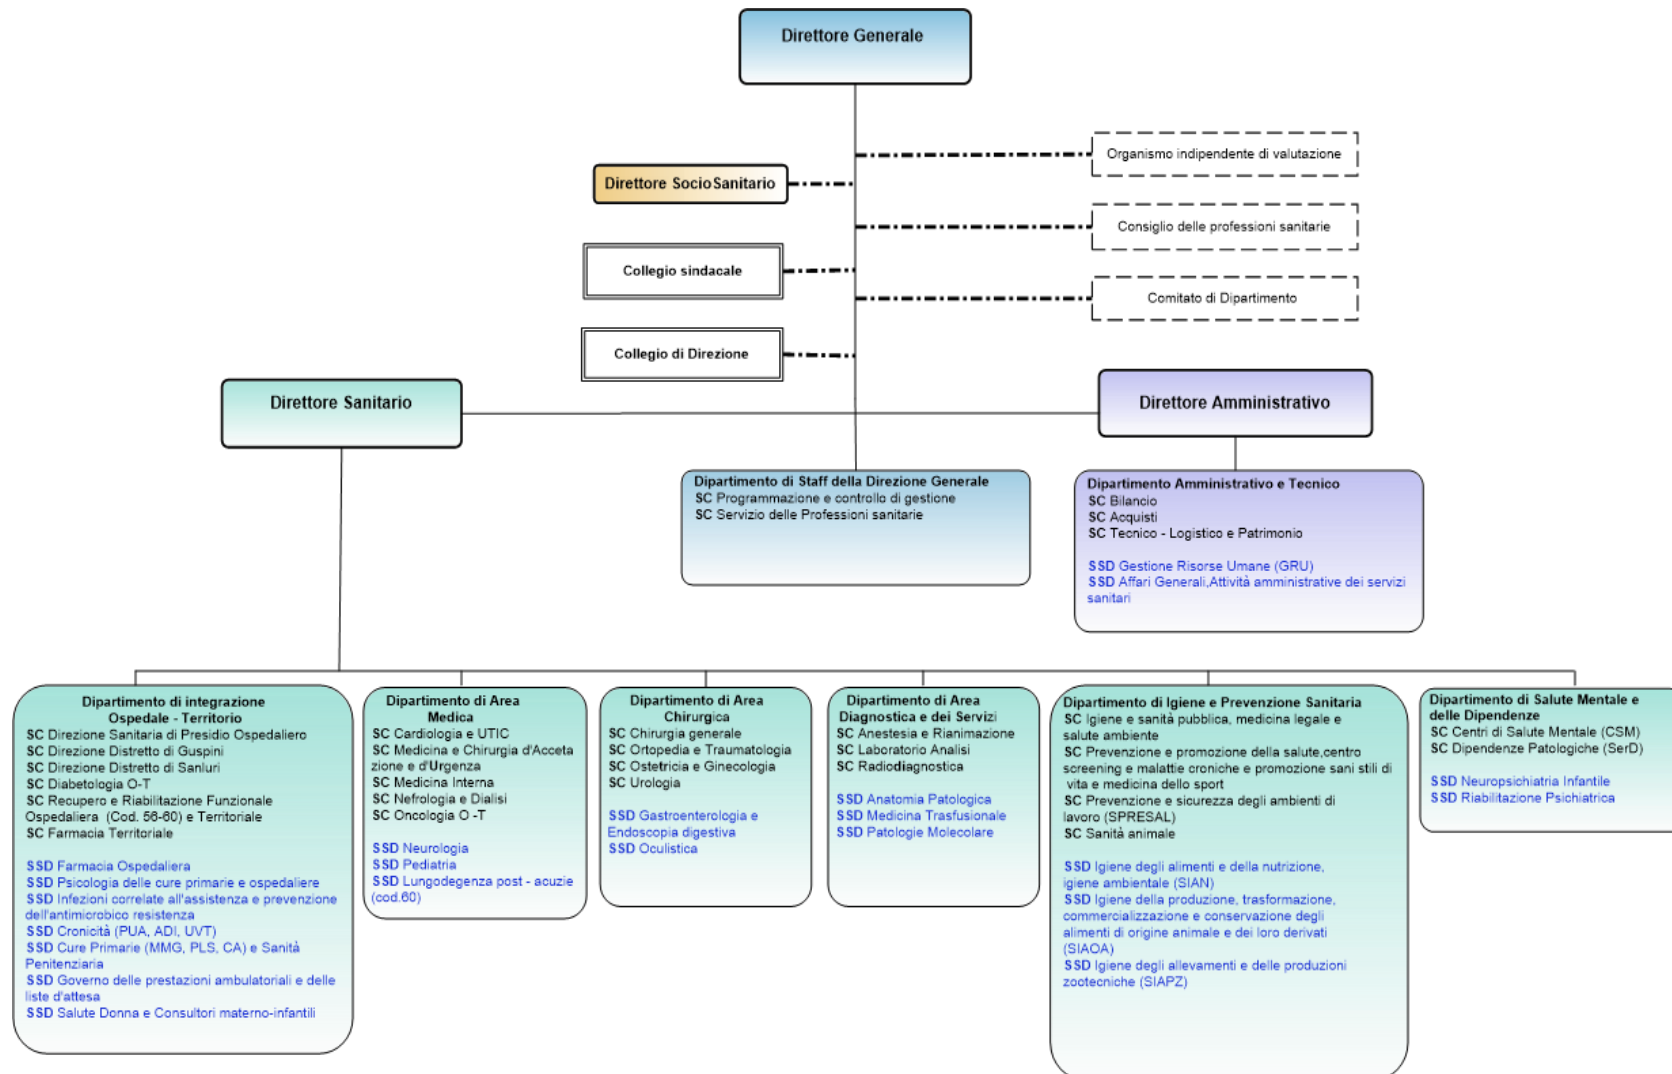 Direttore Generale
Organismo indipendente di valutazione
Direttore SocioSanitario
Consiglio delle professioni sanitarie
Collegio sindacale
Comitato di Dipartimento
Collegio di Direzione
Direttore Sanitario
Direttore Amministrativo
Dipartimento di Staff della Direzione Generale
SC Programmazione e controllo di gestione
SC Servizio delle Professioni sanitarie
Dipartimento Amministrativo e Tecnico
SC Bilancio
SC Acquisti
SC Tecnico - Logistico e Patrimonio
SSD Gestione Risorse Umane (GRU)
SSD Affari Generali,Attività amministrative dei servizi
sanitari
Dipartimento di integrazione
Ospedale - Territorio
SC Direzione Sanitaria di Presidio Ospedaliero
SC Direzione Distretto di Guspini
SC Direzione Distretto di Sanluri
SC Diabetologia O-T
SC Recupero e Riabilitazione Funzionale
Ospedaliera (Cod. 56-60) e Territoriale
SC Farmacia Territoriale
SSD Farmacia Ospedaliera
SSD Psicologia delle cure primarie e ospedaliere
SSD Infezioni correlate all'assistenza e prevenzione
dell'antimicrobico resistenza
SSD Cronicità (PUA, ADI, UVT)
SSD Cure Primarie (MMG, PLS, CA) e Sanità
Penitenziaria
SSD Governo delle prestazioni ambulatoriali e delle
liste d'attesa
SSD Salute Donna e Consultori materno-infantili
Dipartimento di Area
Medica
SC Cardiologia e UTIC
SC Medicina e Chirurgia d'Accetta
zione e d'Urgenza
SC Medicina Interna
SC Nefrologia e Dialisi
SC Oncologia O -T
SSD Neurologia
SSD Pediatria
SSD Lungodegenza post - acuzie
(cod.60)
Dipartimento di Area
Chirurgica
SC Chirurgia generale
SC Ortopedia e Traumatologia
SC Ostetricia e Ginecologia
SC Urologia
SSD Gastroenterologia e
Endoscopia digestiva
SSD Oculistica
Dipartimento di Area
Diagnostica e dei Servizi
SC Anestesia e Rianimazione
SC Laboratorio Analisi
SC Radiodiagnostica
SSD Anatomia Patologica
SSD Medicina Trasfusionale
SSD Patologie Molecolare
Dipartimento di Igiene e Prevenzione Sanitaria
SC Igiene e sanità pubblica, medicina legale e
salute ambiente
SC Prevenzione e promozione della salute,centro
screening e malattie croniche e promozione sani stili di
vita e medicina dello sport
SC Prevenzione e sicurezza degli ambienti di
lavoro (SPRESAL)
SC Sanità animale
SSD Igiene degli alimenti e della nutrizione,
igiene ambientale (SIAN)
SSD Igiene della produzione, trasformazione,
commercializzazione e conservazione degli
alimenti di origine animale e dei loro derivati
(SIAOA)
SSD Igiene degli allevamenti e delle produzioni
zootecniche (SIAPZ)
Dipartimento di Salute Mentale e
delle Dipendenze
SC Centri di Salute Mentale (CSM)
SC Dipendenze Patologiche (SerD)
SSD Neuropsichiatria Infantile
SSD Riabilitazione Psichiatrica